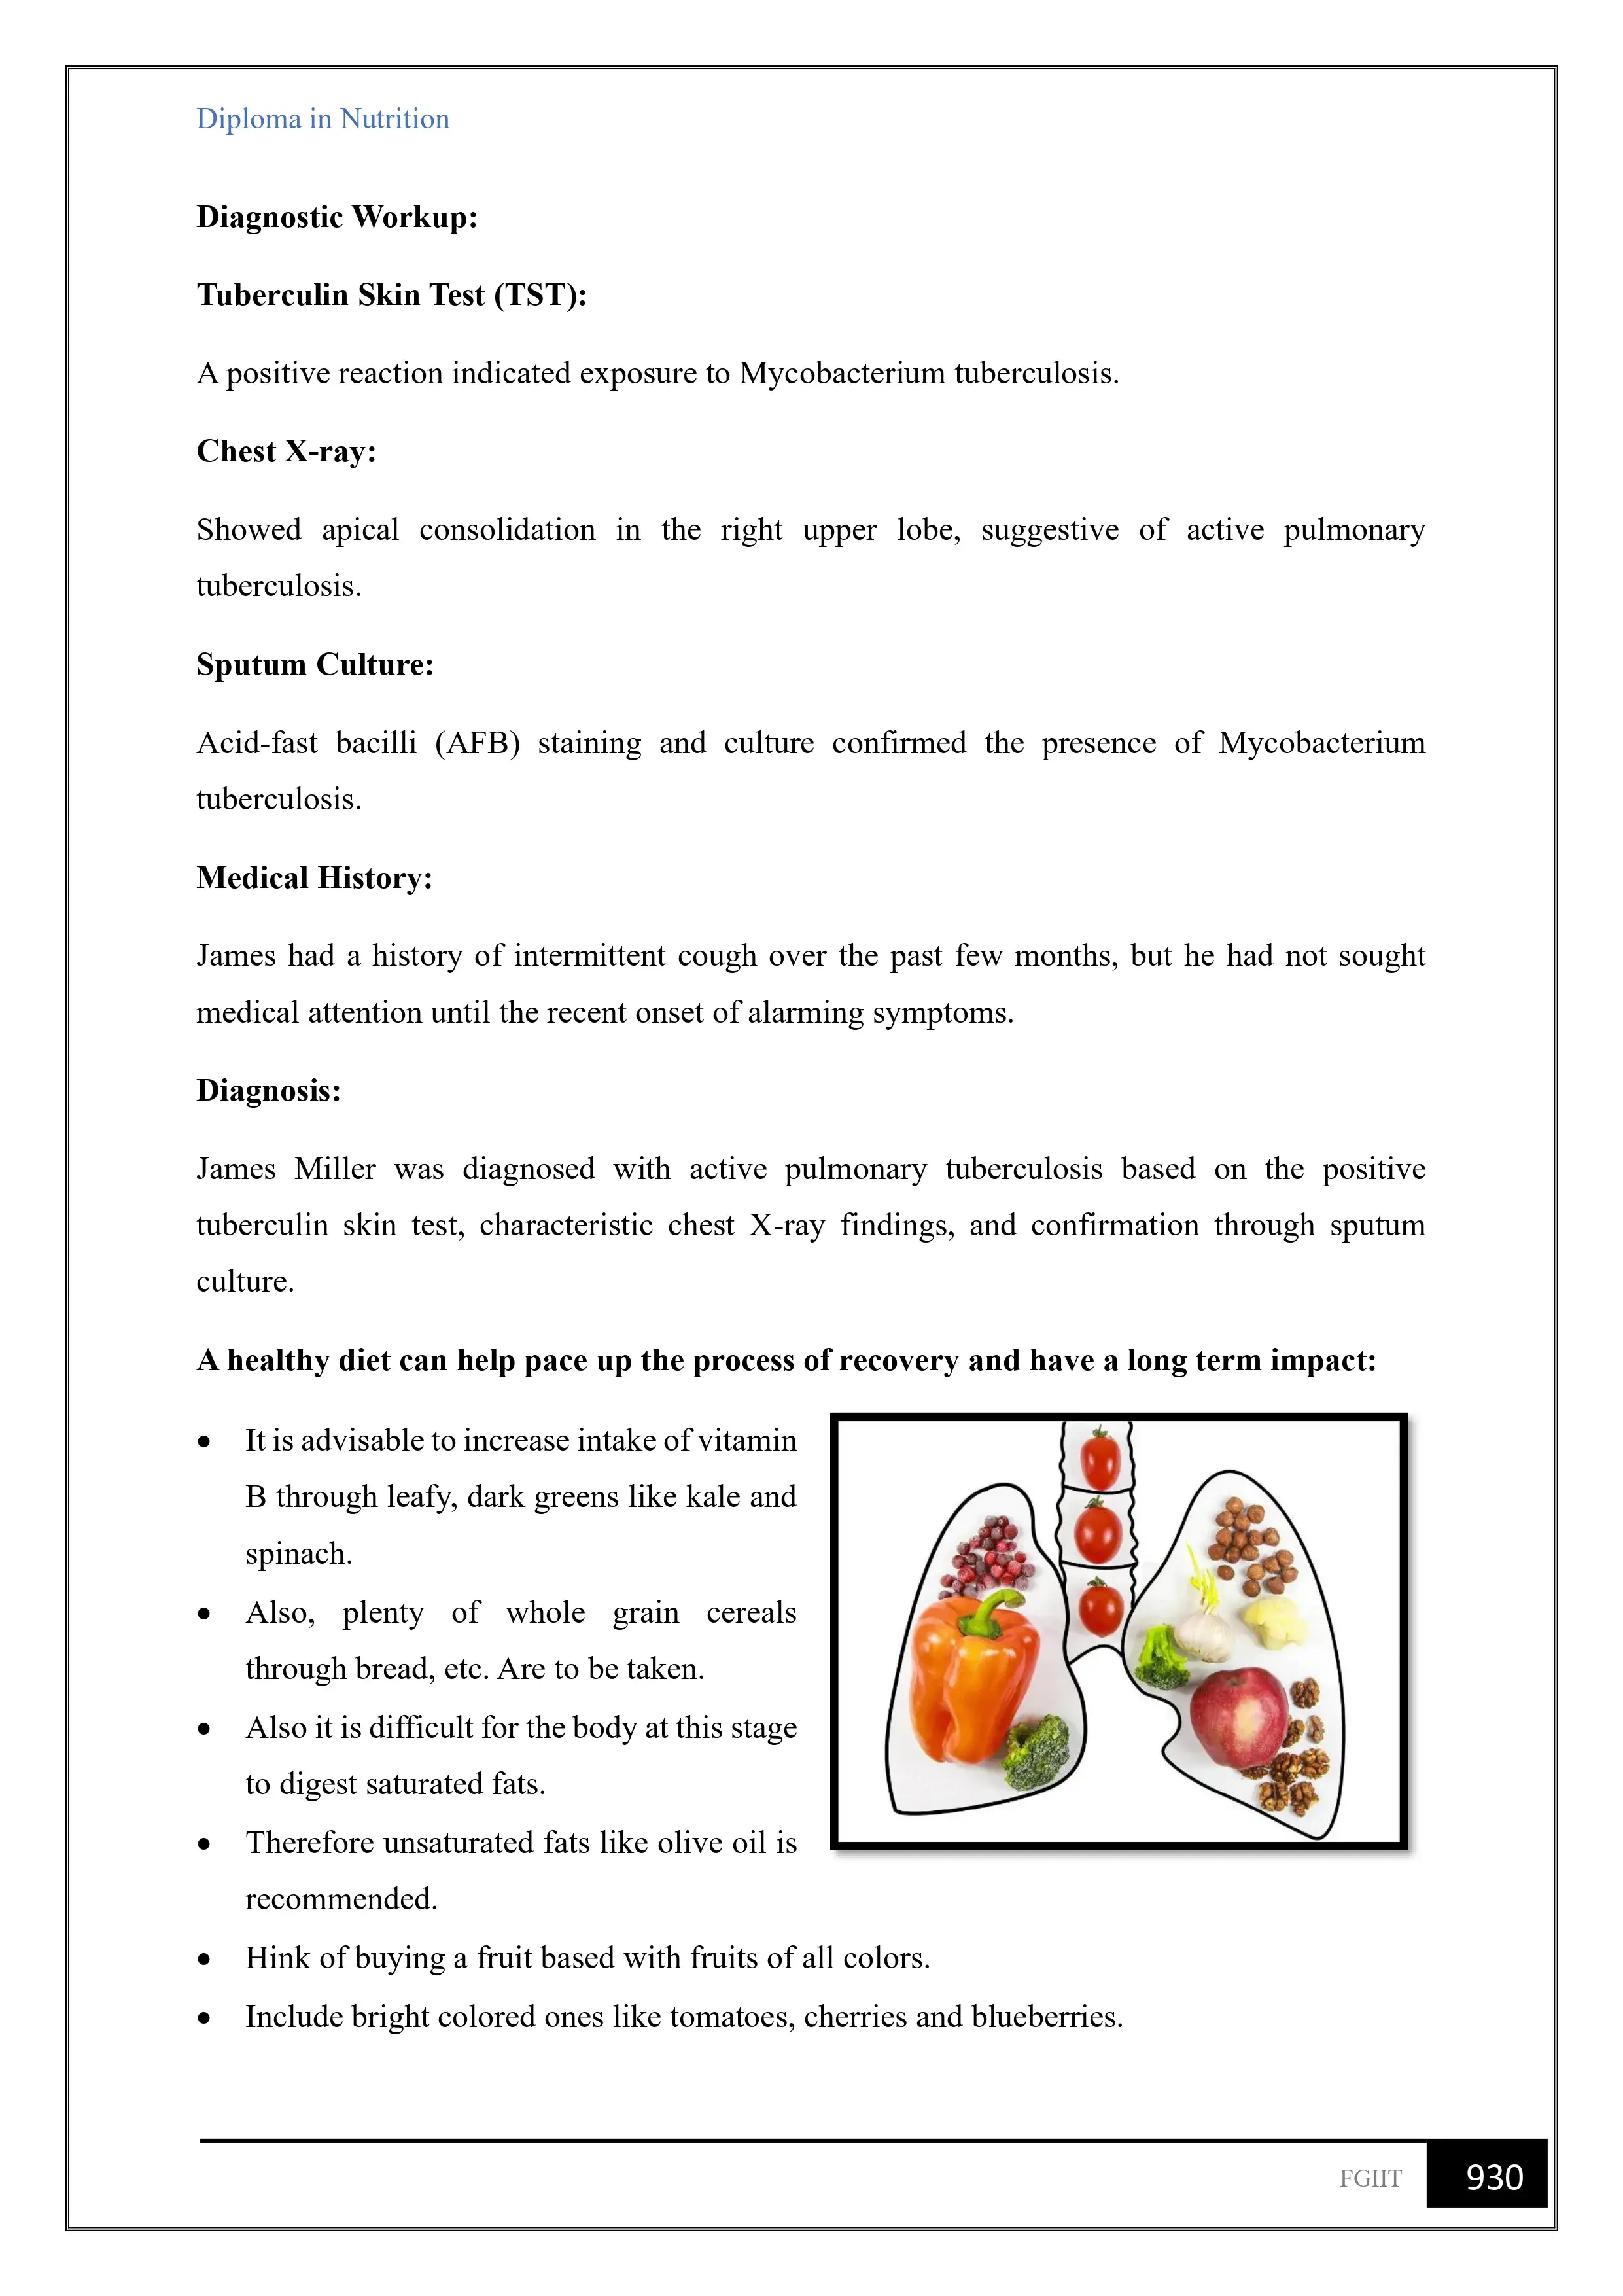 Diploma in Nutrition
Diagnostic Workup:
Tuberculin Skin Test (TST):
A positive reaction indicated exposure to Mycobacterium tuberculosis.
Chest X-ray:
Showed apical consolidation in the right upper lobe, suggestive of active pulmonary
tuberculosis.
Sputum Culture:
Acid-fast bacilli (AFB) staining and culture confirmed the presence of Mycobacterium
tuberculosis.
Medical History:
James had a history of intermittent cough over the past few months, but he had not sought
medical attention until the recent onset of alarming symptoms.
Diagnosis:
James Miller was diagnosed with active pulmonary tuberculosis based on the positive
tuberculin skin test, characteristic chest X-ray findings, and confirmation through sputum
culture.
A healthy diet can help pace up the process of recovery and have a long term impact:
• It is advisable to increase intake of vitamin
B through leafy, dark greens like kale and
spinach.
• Also, plenty of whole grain cereals
through bread, etc. Are to be taken.
• Also it is difficult for the body at this stage
to digest saturated fats.
• Therefore unsaturated fats like olive oil is
recommended.
• Hink of buying a fruit based with fruits of all colors.
• Include bright colored ones like tomatoes, cherries and blueberries.
FGIIT 930